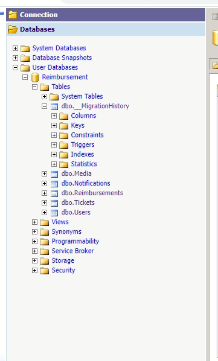 Connection
Databases
System Databases
Database Snapshots
User Databases
Reimbursement
Tables
System Tables
dbo.__MigrationHistory
Columns
Keys
Constraints
Triggers
Indexes
Statistics
dbo.Media
dbo.Notifications
dbo.Reimbursements
dbo.Tickets
dbo.Users
Views
Synonyms
Programmability
Service Broker
Storage
Security